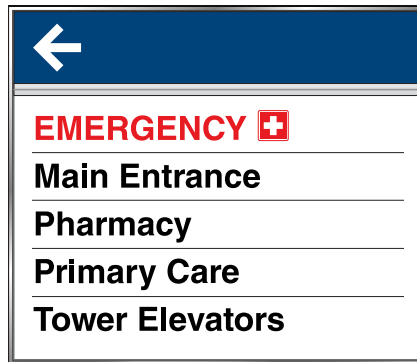 EMERGENCY
Main Entrance
Pharmacy
Primary Care
Tower Elevators